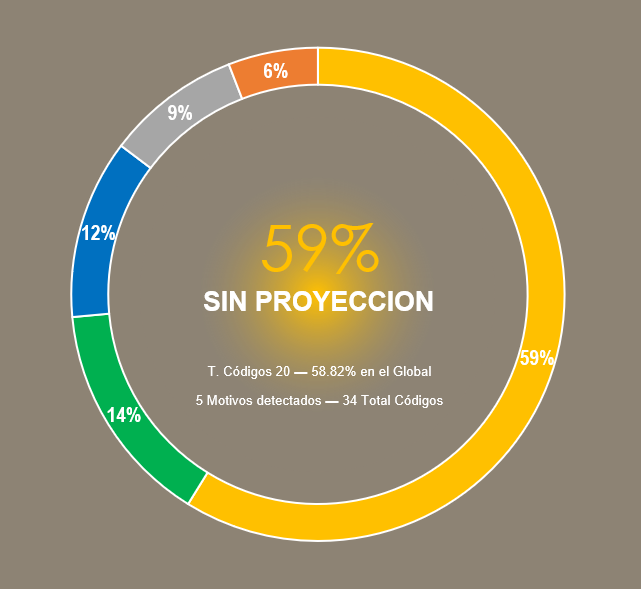 6%
9%
12%
59%
SIN PROYECCION
59%
T. Códigos 20 — 58.82% en el Global
5 Motivos detectados — 34 Total Códigos
14%